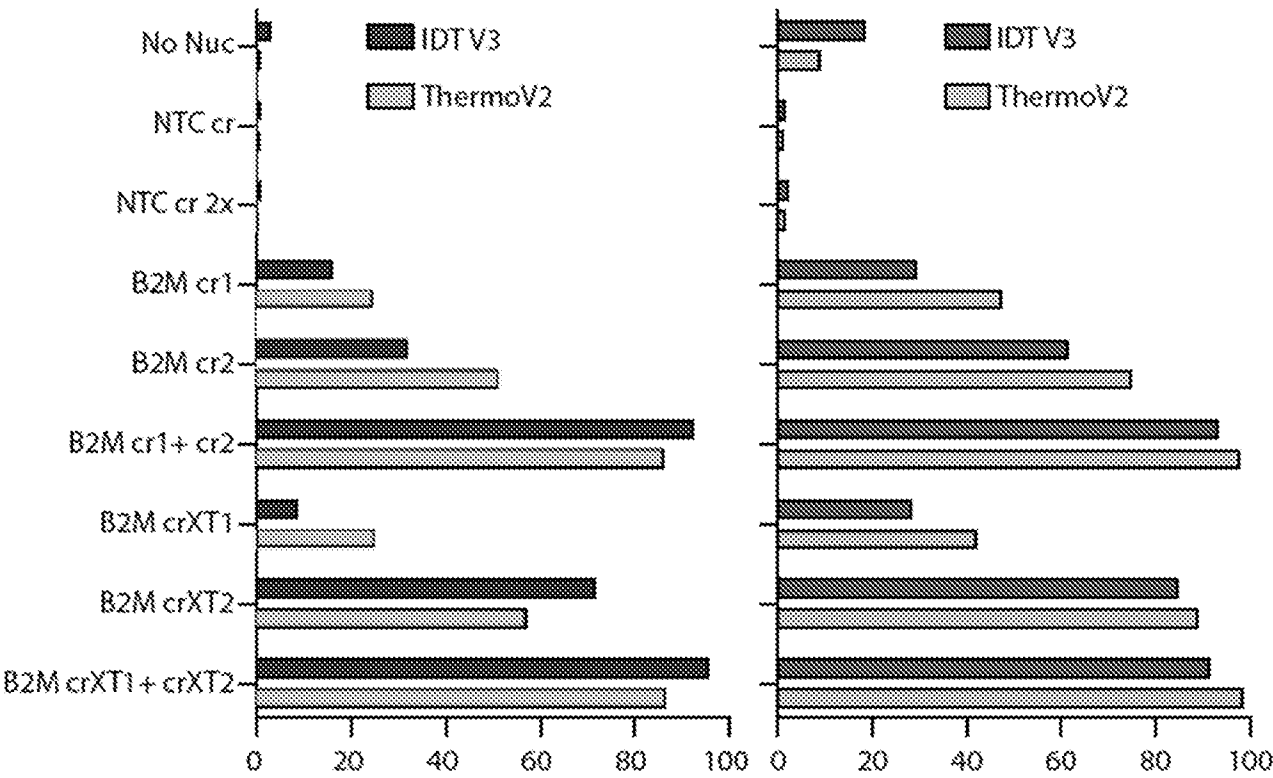 No Nuc
NTC cr
NTC cr 2x
B2M cr1
B2M cr2
B2M cr1+ cr2
B2M crXT1
B2M crXT2
B2M crXT1+ crXT2
IDT V3
ThermoV2
0 20 40 60 80 100
IDT V3
ThermoV2
0 20 40 60 80 100